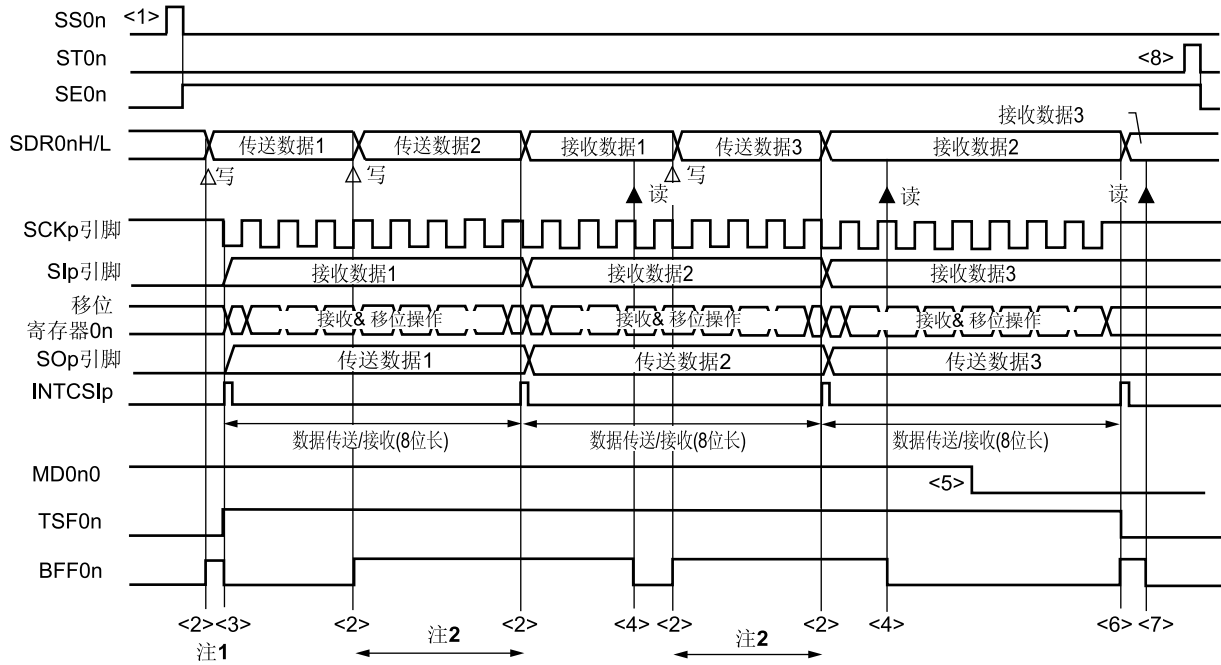 SS0n <1>
ST0n <8>
SE0n
接收数据3
SDR0nH/L 传送数据1 传送数据2 接收数据1 传送数据3 接收数据2
写 写 读 写 读 读
SCKp引脚
SIp引脚 接收数据1 接收数据2 接收数据3
移位
寄存器0n 接收& 移位操作 接收& 移位操作 接收& 移位操作
SOp引脚 传送数据1 传送数据2 传送数据3
INTCSIp
数据传送/接收(8位长) 数据传送/接收(8位长) 数据传送/接收(8位长)
MD0n0 <5>
TSF0n
BFF0n
<2> <3> <2> <2> <4> <2> <2> <4> <6> <7>
注1 注2 注2